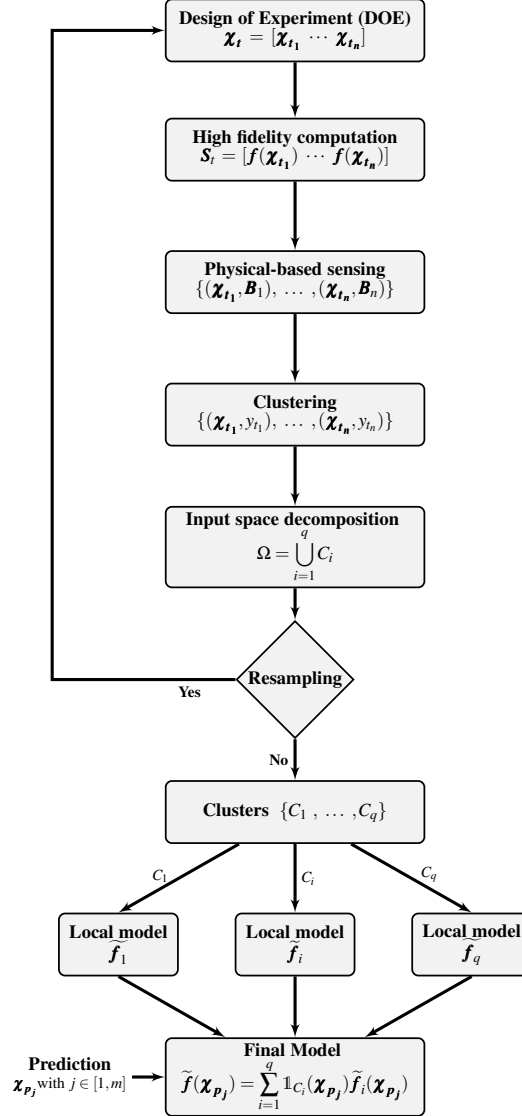 Design of Experiment (DOE)
χ_t = [χ_{t_1} ⋯ χ_{t_n}]
High fidelity computation
S_t = [f(χ_{t_1}) ⋯ f(χ_{t_n})]
Physical-based sensing
{(χ_{t_1}, B_1), … ,(χ_{t_n}, B_n)}
Clustering
{(χ_{t_1}, y_{t_1}), … ,(χ_{t_n}, y_{t_n})}
Input space decomposition
Ω = ⋃_{i=1}^{q} C_i
Resampling
Yes
No
Clusters {C_1 , … ,C_q}
C_1 C_i C_q
Local model Local model Local model
f̃_1 f̃_i f̃_q
Final Model
f̃(χ_{p_j}) = ∑_{i=1}^{q} 𝟙_{C_i}(χ_{p_j}) f̃_i(χ_{p_j})
Prediction
χ_{p_j} with j ∈ [1,m]